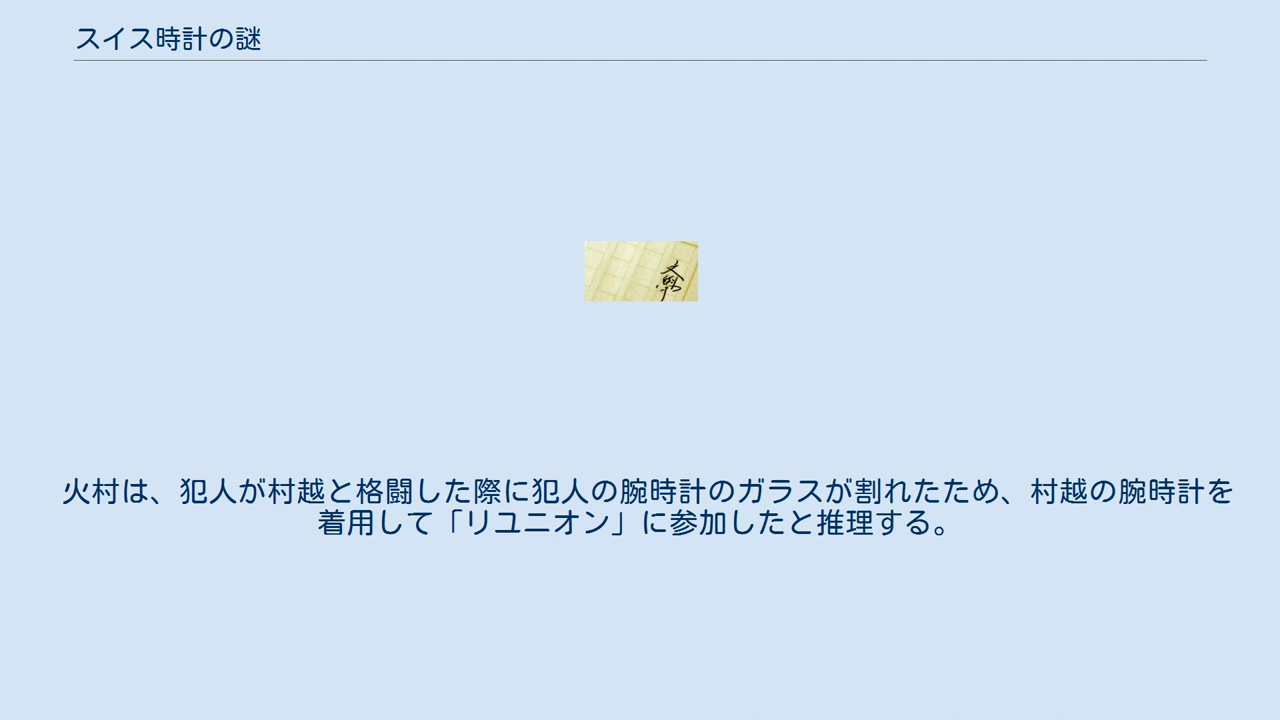 スイス時計の謎
火村は、犯人が村越と格闘した際に犯人の腕時計のガラスが割れたため、村越の腕時計を
着用して「リユニオン」に参加したと推理する。